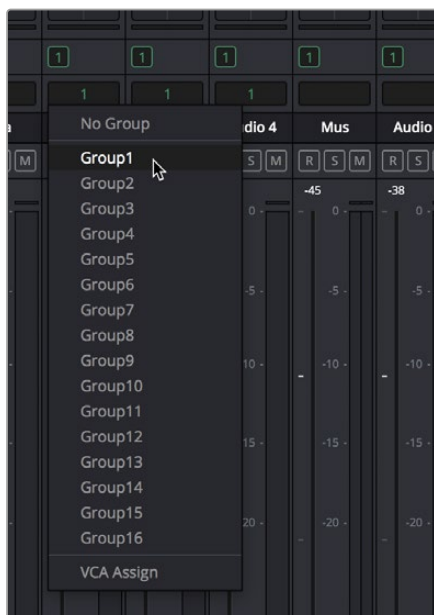 1 1 1 1 1
1 1 1
No Group
dio 4 Mus Audio
M S M R S M R S
Group1
-45 -38
Group2
Group3
0 0 0
Group4
Group5
Group6
-5 -5 -5
Group7
Group8
Group9
10 -10 -10
Group10
Group11
Group12
15 -15 -15
Group13
Group14
Group15
20 -20 -20
Group16
VCA Assign